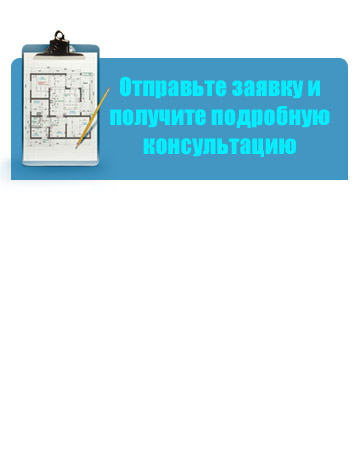 Отправьте заявку и
получите подробную
консультацию